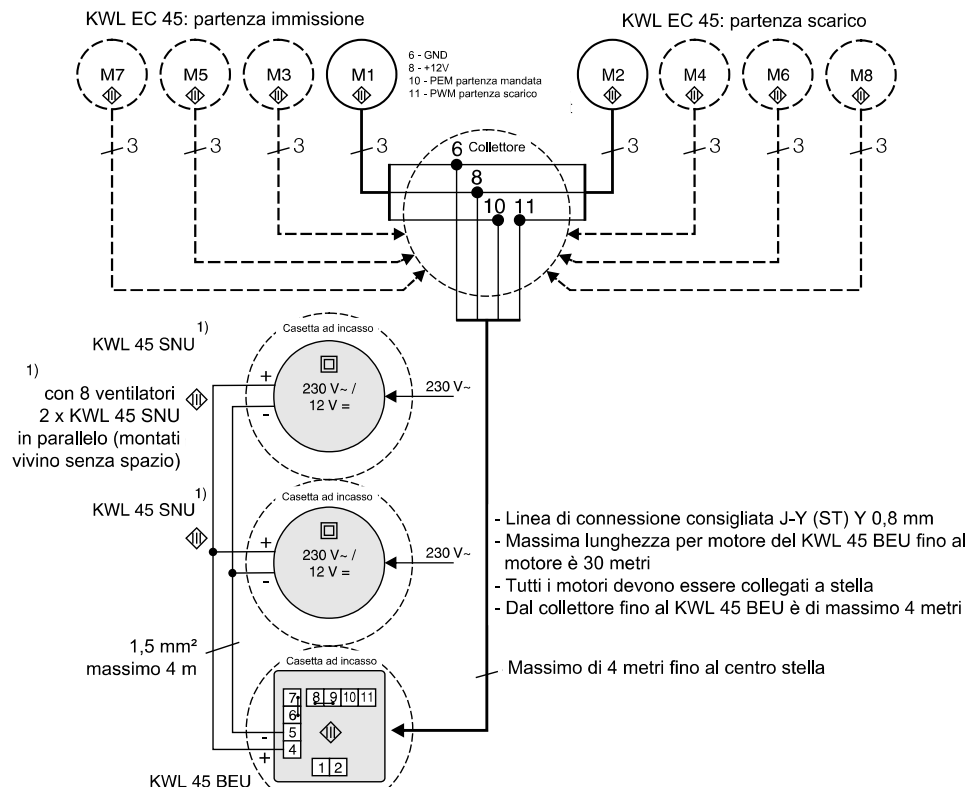 KWL EC 45: partenza immissione
KWL EC 45: partenza scarico
M7
M5
M3
M1
6 - GND
8 - +12V
10 - PEM partenza mandata
11 - PWM partenza scarico
M2
M4
M6
M8
3
3
3
3
3
3
3
3
Collettore
6
8
10
11
KWL 45 SNU 1)
Casetta ad incasso
1)
con 8 ventilatori
2 x KWL 45 SNU
in parallelo (montati
vivino senza spazio)
+
-
230 V~ /
12 V =
230 V~
KWL 45 SNU 1)
Casetta ad incasso
+
-
230 V~ /
12 V =
230 V~
- Linea di connessione consigliata J-Y (ST) Y 0,8 mm
- Massima lunghezza per motore del KWL 45 BEU fino al
motore è 30 metri
- Tutti i motori devono essere collegati a stella
- Dal collettore fino al KWL 45 BEU è di massimo 4 metri
1,5 mm²
massimo 4 m
Massimo di 4 metri fino al centro stella
Casetta ad incasso
7
8 9 10 11
6
- 5
+ 4
1 2
KWL 45 BEU